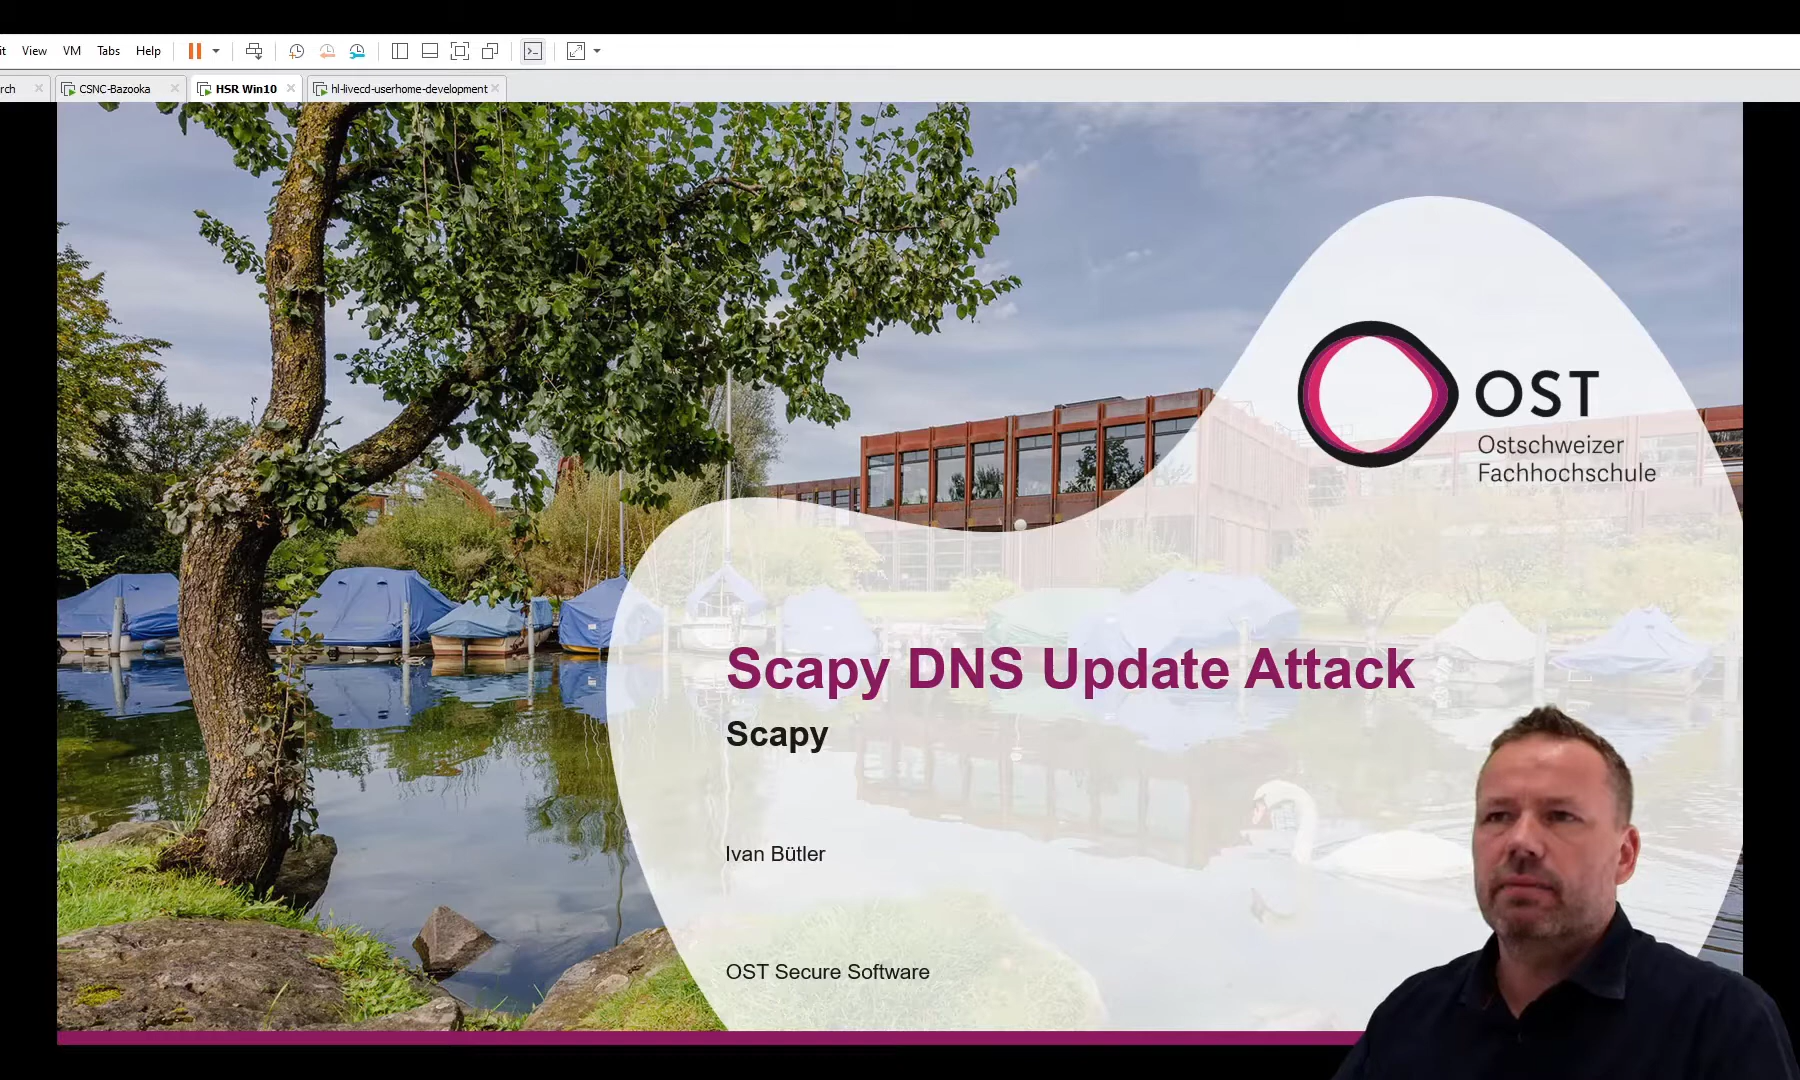 it View VM Tabs Help
rch CSNC-Bazooka HSR Win10 hl-livecd-userhome-development
OST
Ostschweizer
Fachhochschule
Scapy DNS Update Attack
Scapy
Ivan Bütler
OST Secure Software